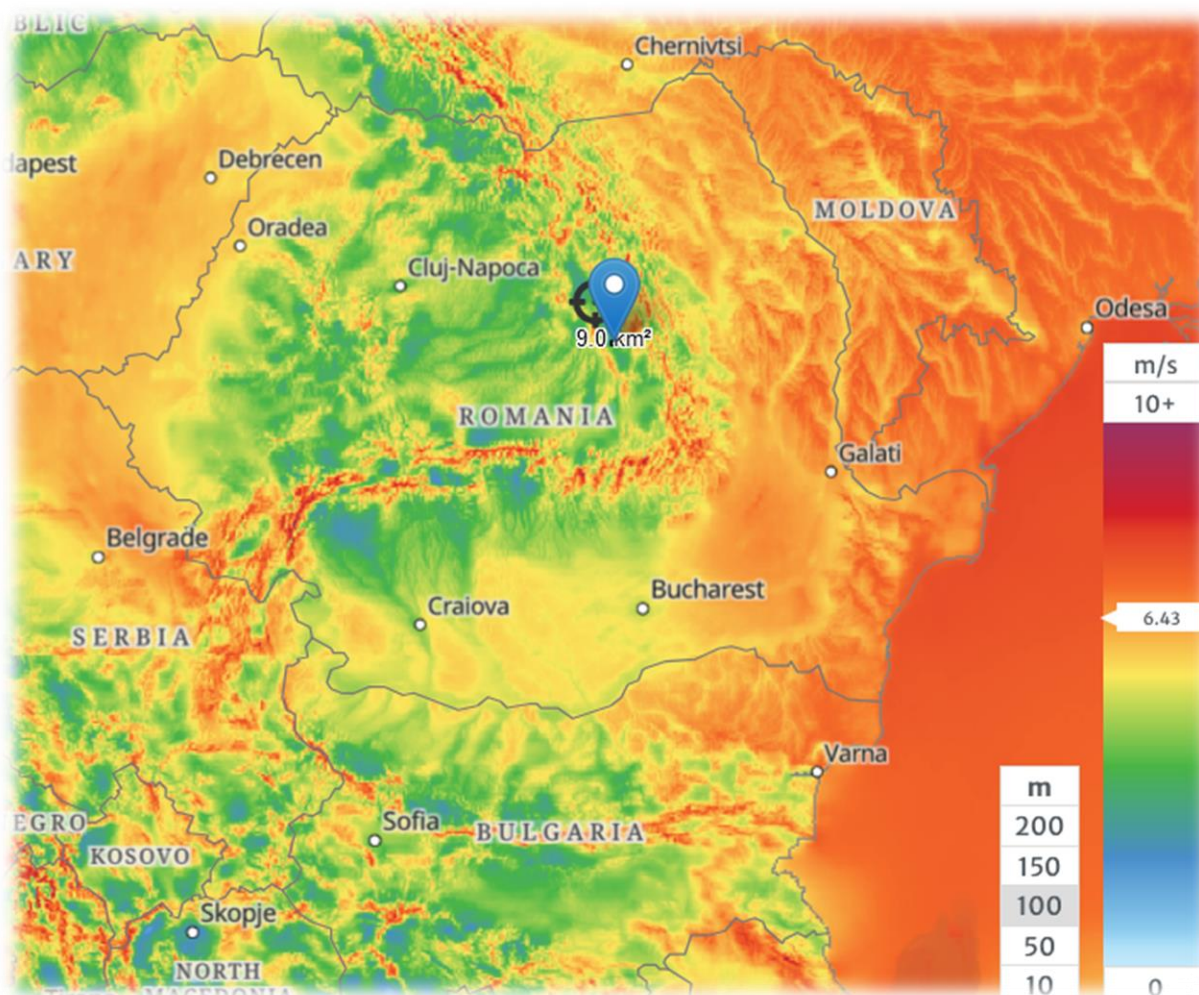 BLIC
Chernivtsi
Debrecen
dapest
MOLDOVA
Oradea
ARY
Cluj-Napoca
Odesa
9.0 km²
m/s
10+
ROMANIA
Galati
Belgrade
Bucharest
Craiova
6.43
SERBIA
Varna
m
200
EGRO
Sofia
BULGARIA
KOSOVO
150
100
Skopje
50
NORTH
MACEDONIA
10
0